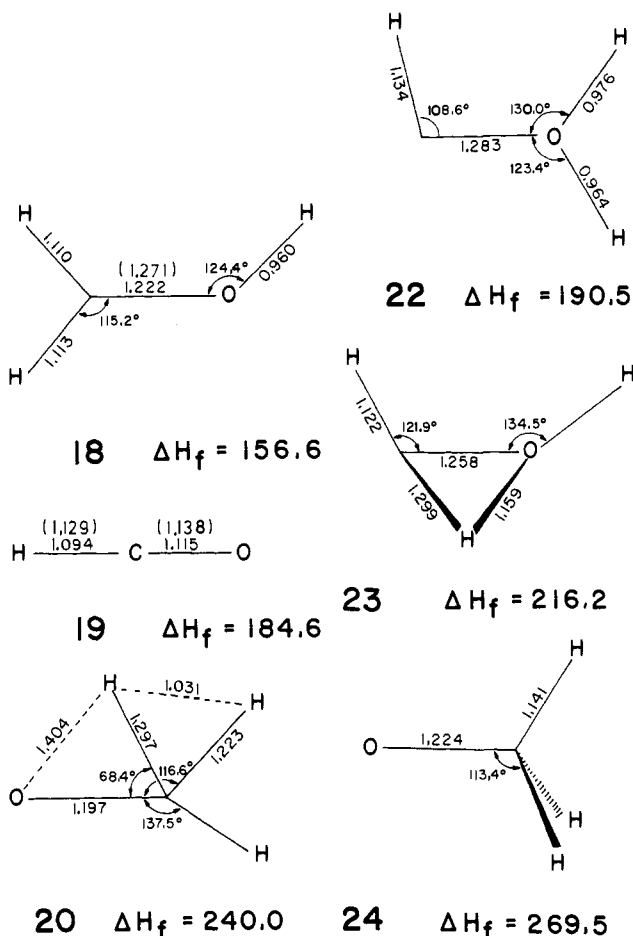 H
H
1.110
(1.271)
1.222
124.4°
0.960
O
115.2°
1.113
H
18 ΔHf = 156.6
(1.129)
(1.138)
H
1.094
C
1.115
O
19 ΔHf = 184.6
H
1.031
H
1.404
1.297
1.223
68.4°
116.6°
O
1.197
137.5°
H
20 ΔHf = 240.0
H
H
1.134
0.976
108.6°
130.0°
O
1.283
123.4°
0.964
H
22 ΔHf = 190.5
H
H
1.122
121.9°
134.5°
O
1.258
1.299
1.159
H
23 ΔHf = 216.2
H
1.141
O
1.224
113.4°
H
H
24 ΔHf = 269.5